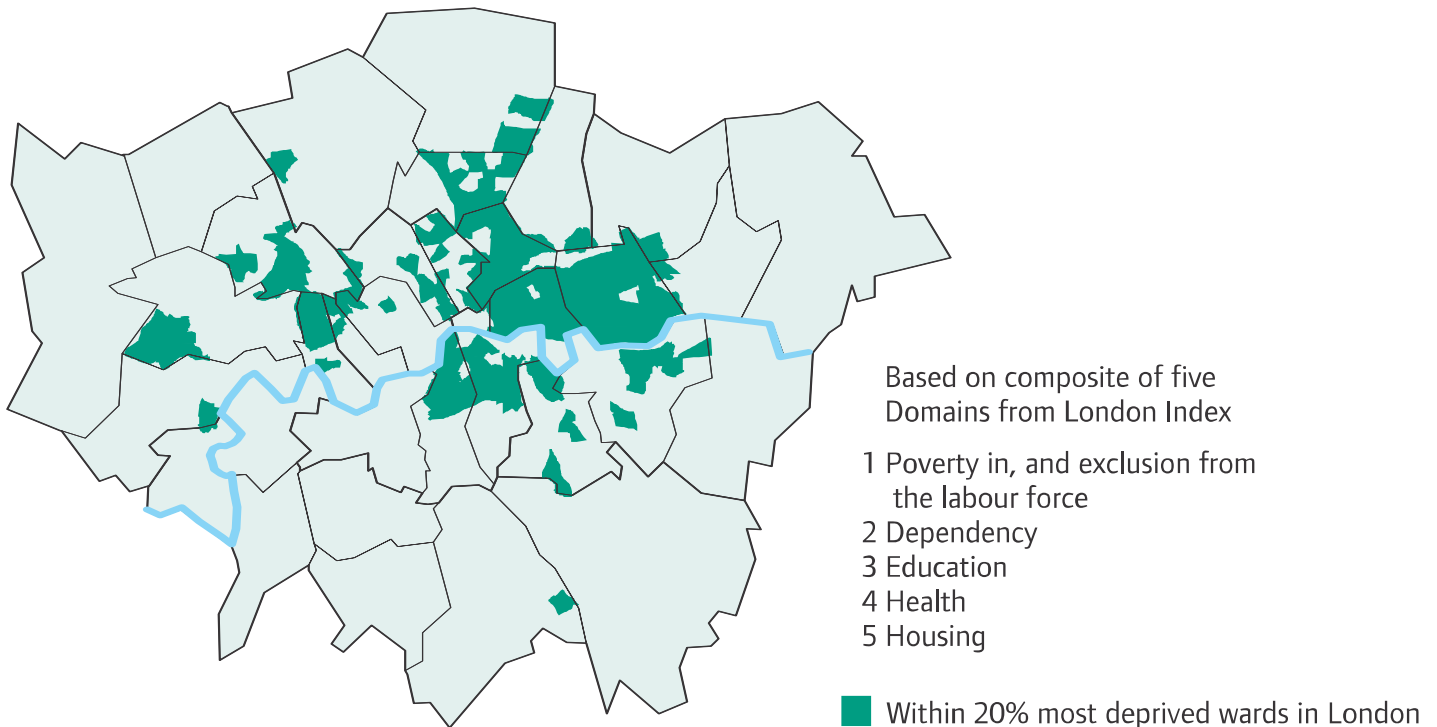 Based on composite of five
Domains from London Index
1 Poverty in, and exclusion from
the labour force
2 Dependency
3 Education
4 Health
5 Housing
Within 20% most deprived wards in London